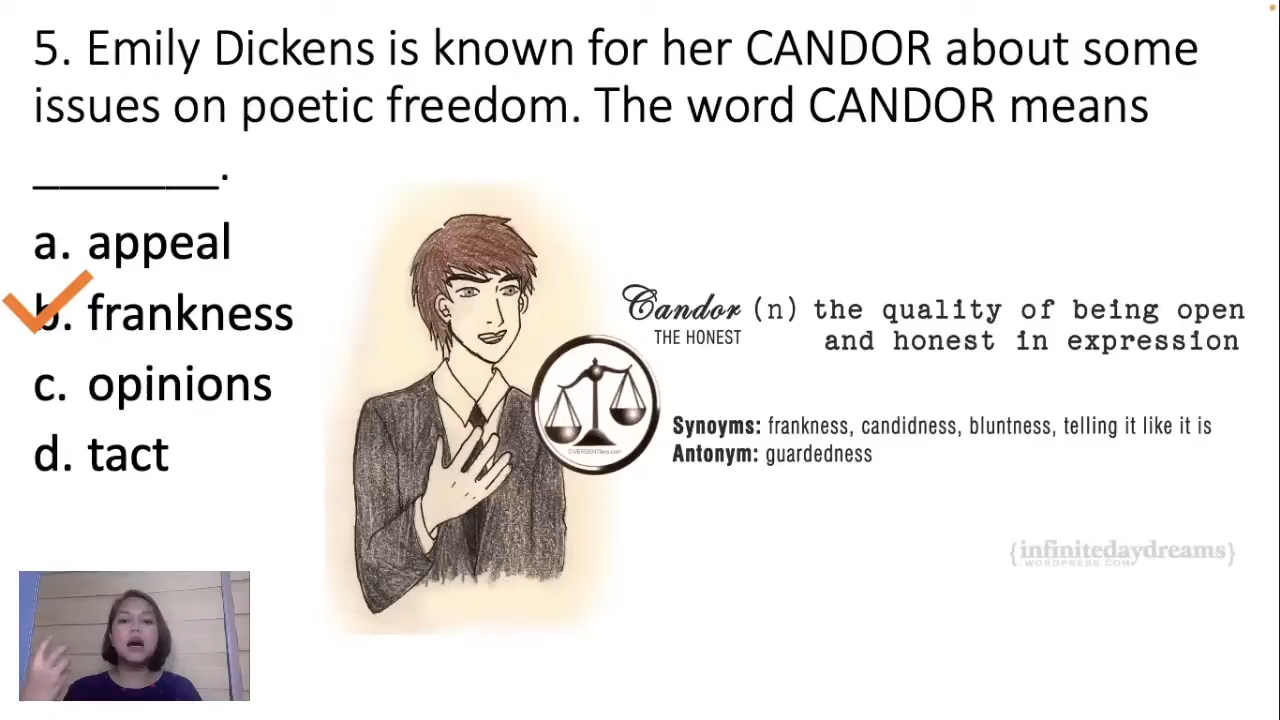 5. Emily Dickens is known for her CANDOR about some
issues on poetic freedom. The word CANDOR means
________.
a. appeal
b. frankness
c. opinions
d. tact
Candor (n) the quality of being open
THE HONEST
and honest in expression
Synoyms: frankness, candidness, bluntness, telling it like it is
Antonym: guardedness
{infinitedaydreams}
WORDPRESS.COM